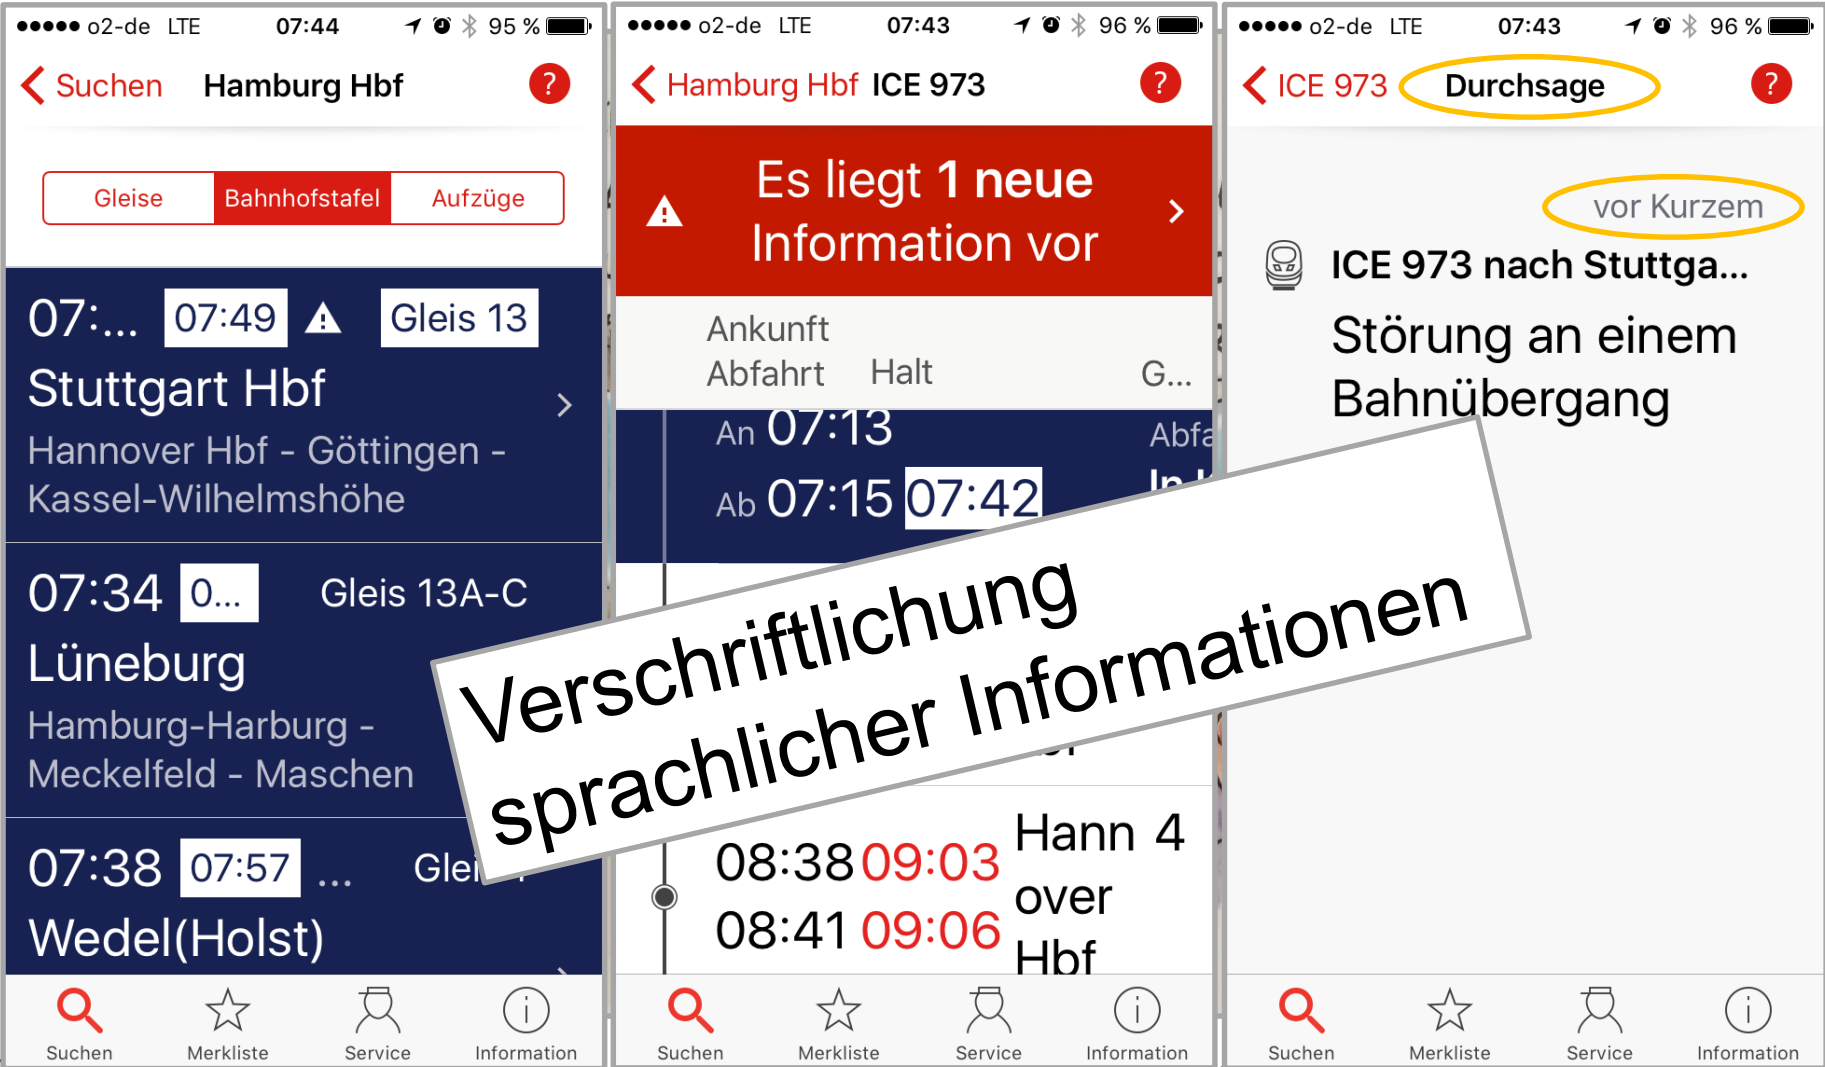 o2-de LTE 07:44 95 %
Suchen Hamburg Hbf ?
Gleise Bahnhofstafel Aufzüge
07:... 07:49 Gleis 13
Stuttgart Hbf
Hannover Hbf - Göttingen -
Kassel-Wilhelmshöhe
07:34 0... Gleis 13A-C
Lüneburg
Hamburg-Harburg -
Meckelfeld - Maschen
07:38 07:57 ...
Wedel(Holst)
Suchen Merkliste Service Information
o2-de LTE 07:43 96 %
Hamburg Hbf ICE 973 ?
Es liegt 1 neue
Information vor
Ankunft
Abfahrt Halt G...
An 07:13
Ab 07:15 07:42
08:38 09:03 Hann 4
over
08:41 09:06
Hbf
Suchen Merkliste Service Information
o2-de LTE 07:43 96 %
ICE 973 Durchsage ?
vor Kurzem
ICE 973 nach Stuttga...
Störung an einem
Bahnübergang
Suchen Merkliste Service Information
Verschriftlichung
sprachlicher Informationen